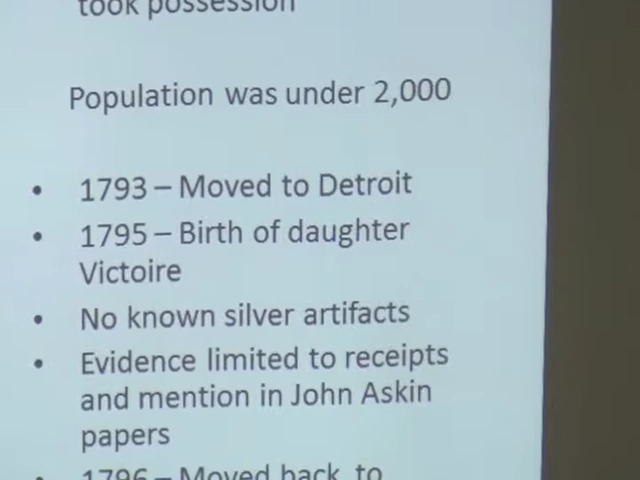 took possession
Population was under 2,000
• 1793 – Moved to Detroit
• 1795 – Birth of daughter
Victoire
• No known silver artifacts
• Evidence limited to receipts
and mention in John Askin
papers
• 1796 – Moved back to